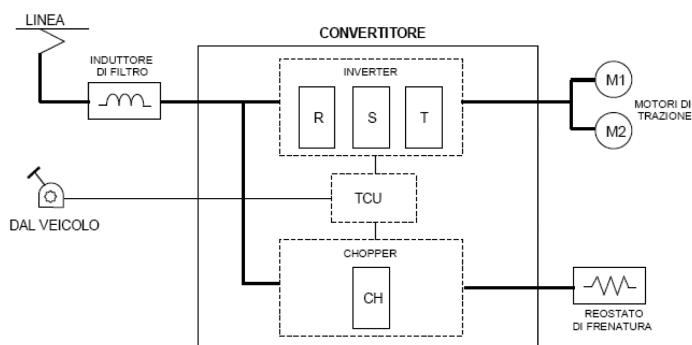 LINEA
CONVERTITORE
INDUTTORE
DI FILTRO
INVERTER
R
S
T
M1
M2
MOTORI DI
TRAZIONE
TCU
DAL VEICOLO
CHOPPER
CH
REOSTATO
DI FRENATURA